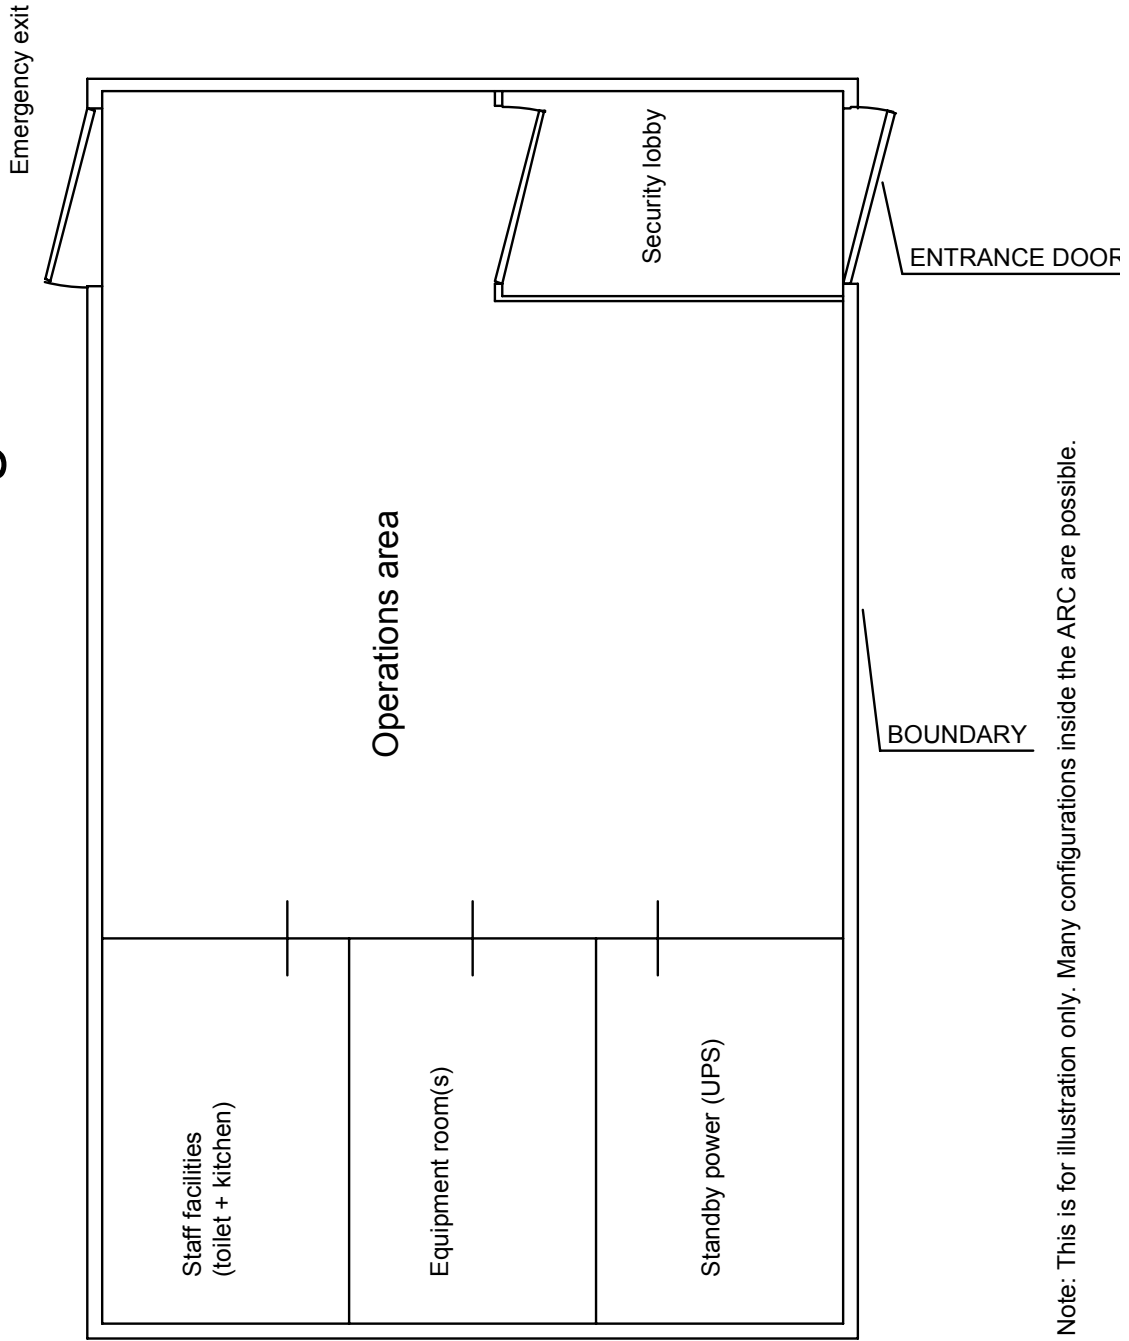 Emergency exit
Security lobby
ENTRANCE DOOR
Operations area
BOUNDARY
Staff facilities
(toilet + kitchen)
Equipment room(s)
Standby power (UPS)
Note: This is for illustration only. Many configurations inside the ARC are possible.